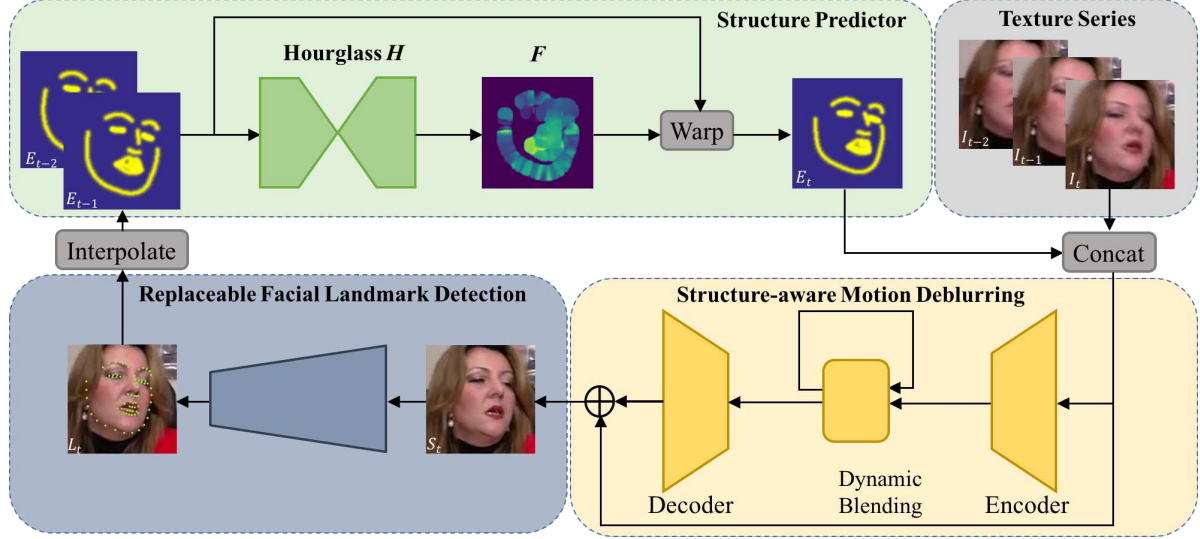 Structure Predictor
Texture Series
Hourglass H
F
E_{t-2}
E_{t-1}
Warp
E_t
I_{t-2}
I_{t-1}
I_t
Interpolate
Concat
Replaceable Facial Landmark Detection
Structure-aware Motion Deblurring
L_t
S_t
Decoder
Dynamic
Blending
Encoder